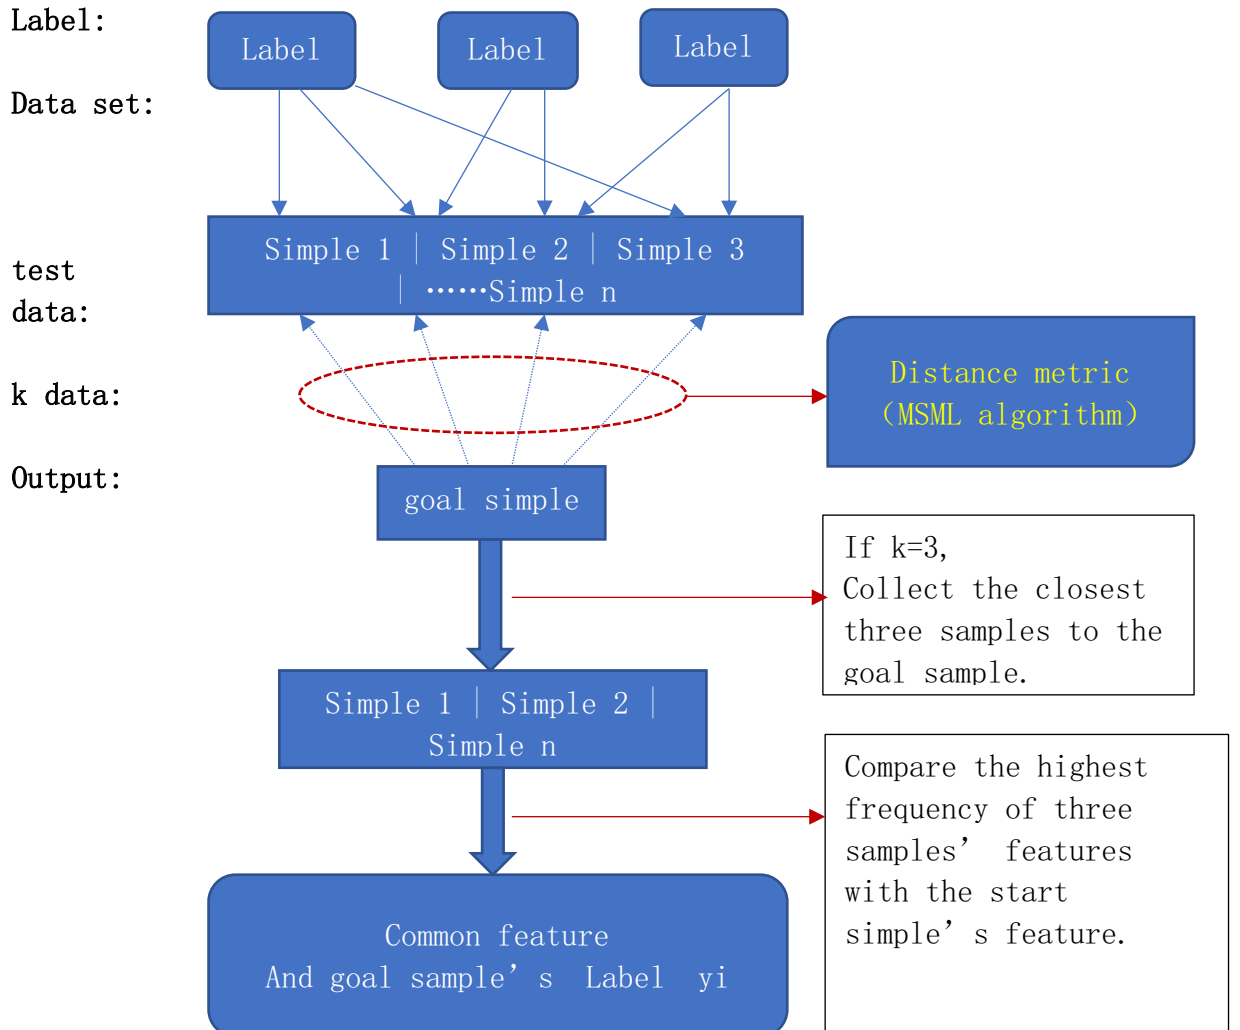 Label:
Label
Label
Label
Data set:
Simple 1 | Simple 2 | Simple 3
| ⋯⋯Simple n
test
data:
k data:
Distance metric
(MSML algorithm)
Output:
goal simple
If k=3,
Collect the closest
three samples to the
goal sample.
Simple 1 | Simple 2 |
Simple n
Compare the highest
frequency of three
samples’ features
with the start
simple’s feature.
Common feature
And goal sample’s Label yi